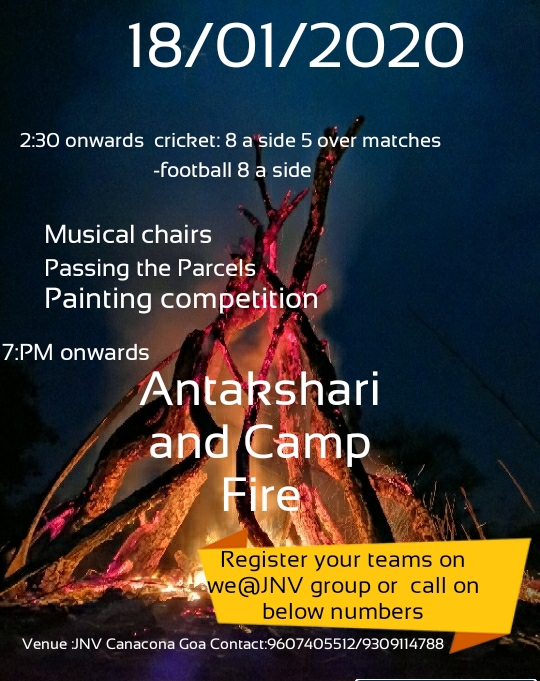 18/01/2020
2:30 onwards cricket: 8 a side 5 over matches
-football 8 a side
Musical chairs
Passing the Parcels
Painting competition
7:PM onwards
Antakshari
and Camp
Fire
Register your teams on
we@JNV group or call on
below numbers
Venue :JNV Canacona Goa Contact:9607405512/9309114788